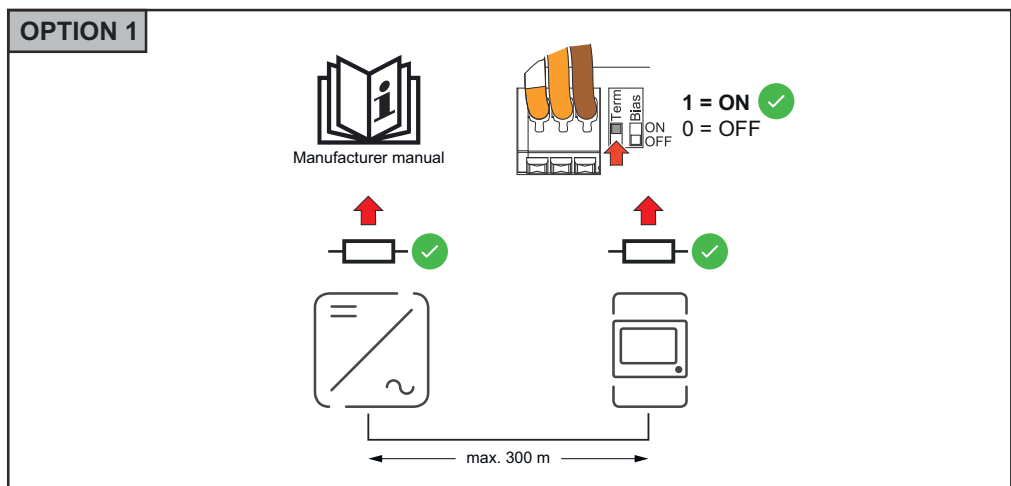 OPTION 1
Manufacturer manual
Term
Bias
ON
OFF
1 = ON
0 = OFF
max. 300 m